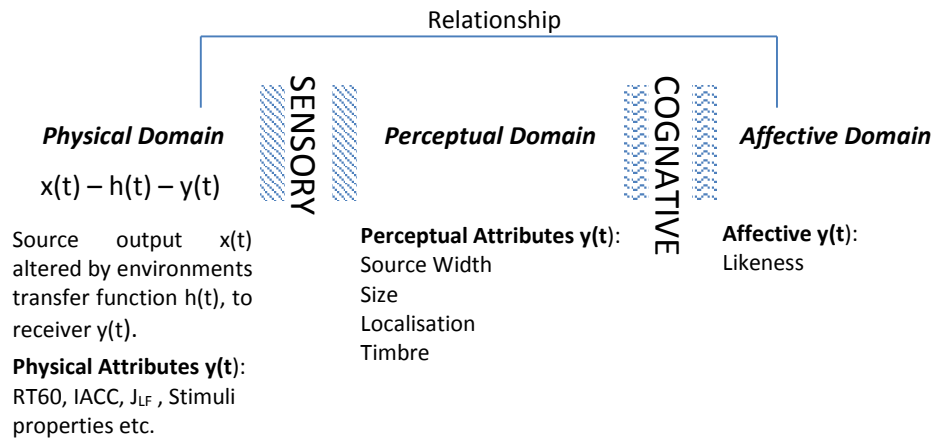 Relationship
SENSORY
COGNATIVE
Physical Domain
Perceptual Domain
Affective Domain
x(t) – h(t) – y(t)
Source output x(t)
altered by environments
transfer function h(t), to
receiver y(t).
Physical Attributes y(t):
RT60, IACC, JLF , Stimuli
properties etc.
Perceptual Attributes y(t):
Source Width
Size
Localisation
Timbre
Affective y(t):
Likeness